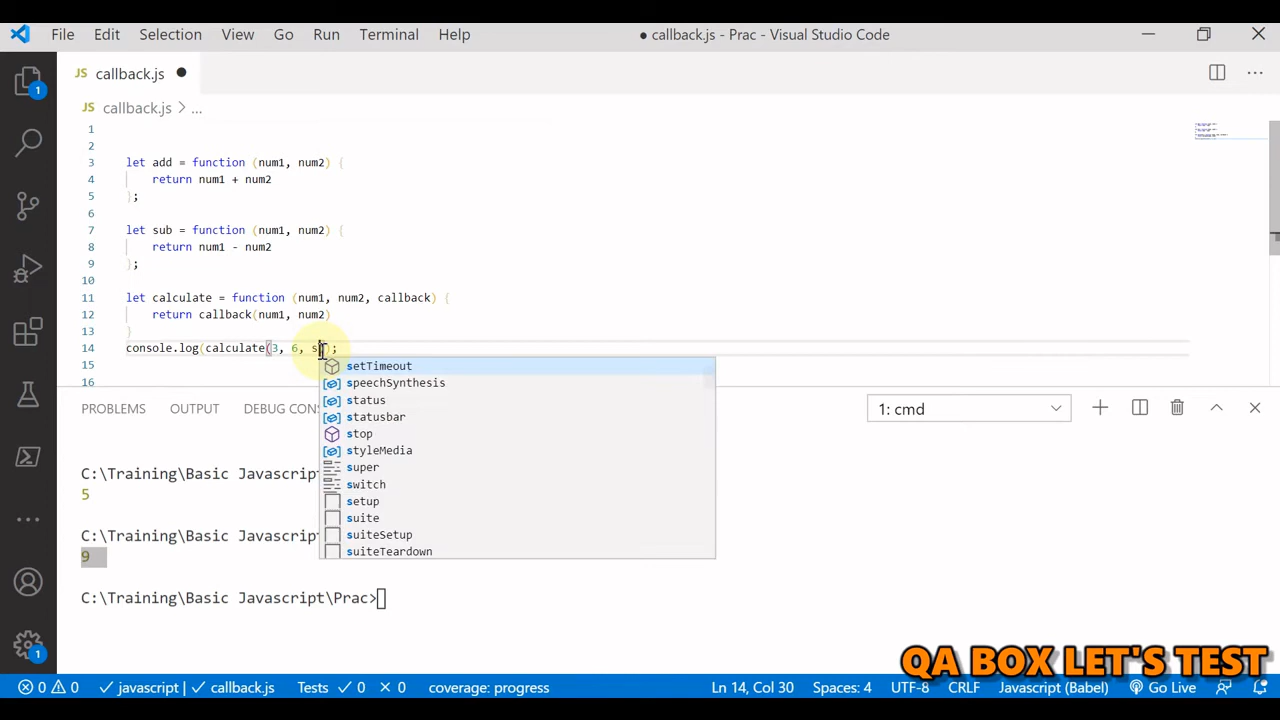 File Edit Selection View Go Run Terminal Help
● callback.js - Prac - Visual Studio Code
JS callback.js ●
JS callback.js > ...
1
2
3 let add = function (num1, num2) {
4 return num1 + num2
5 };
6
7 let sub = function (num1, num2) {
8 return num1 - num2
9 };
10
11 let calculate = function (num1, num2, callback) {
12 return callback(num1, num2)
13 }
14 console.log(calculate(3, 6, s));
15
16
setTimeout
speechSynthesis
status
statusbar
stop
styleMedia
super
switch
setup
suite
suiteSetup
suiteTeardown
PROBLEMS OUTPUT DEBUG CONS
1: cmd
C:\Training\Basic Javascript
5
C:\Training\Basic Javascript
9
C:\Training\Basic Javascript\Prac>
1
1
QA BOX LET'S TEST
0 0 javascript | callback.js Tests 0 0 coverage: progress Ln 14, Col 30 Spaces: 4 UTF-8 CRLF Javascript (Babel) Go Live